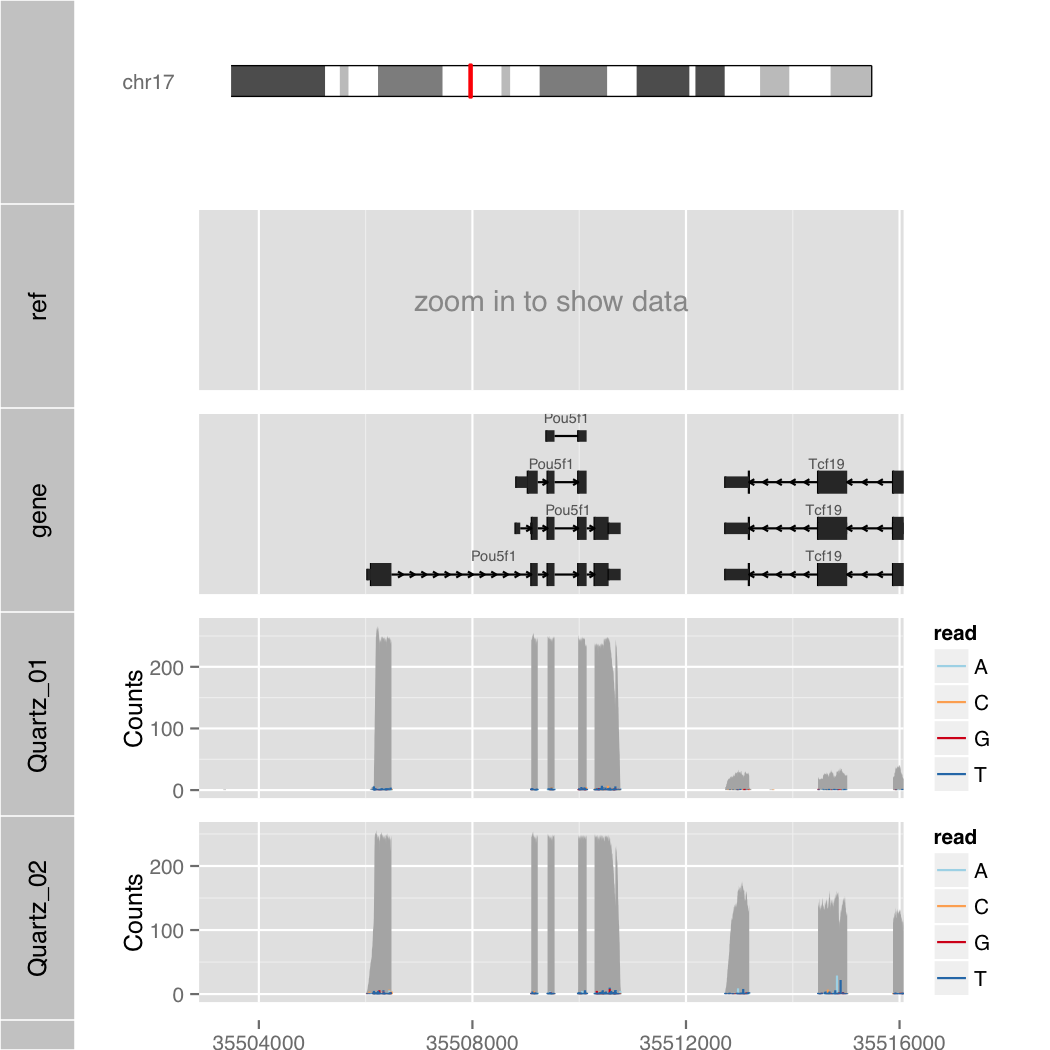 chr17
ref
zoom in to show data
gene
Pou5f1
Pou5f1
Tcf19
Pou5f1
Tcf19
Pou5f1
Tcf19
Quartz_01
Counts
200
100
0
read
A
C
G
T
Quartz_02
Counts
200
100
0
read
A
C
G
T
35504000 35508000 35512000 35516000